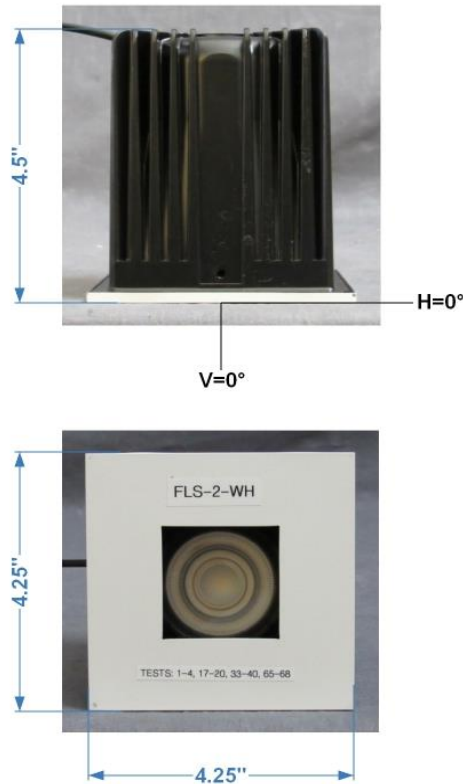 4.5"
H=0°
V=0°
FLS-2-WH
4.25"
TESTS: 1-4, 17-20, 33-40, 65-68
4.25"